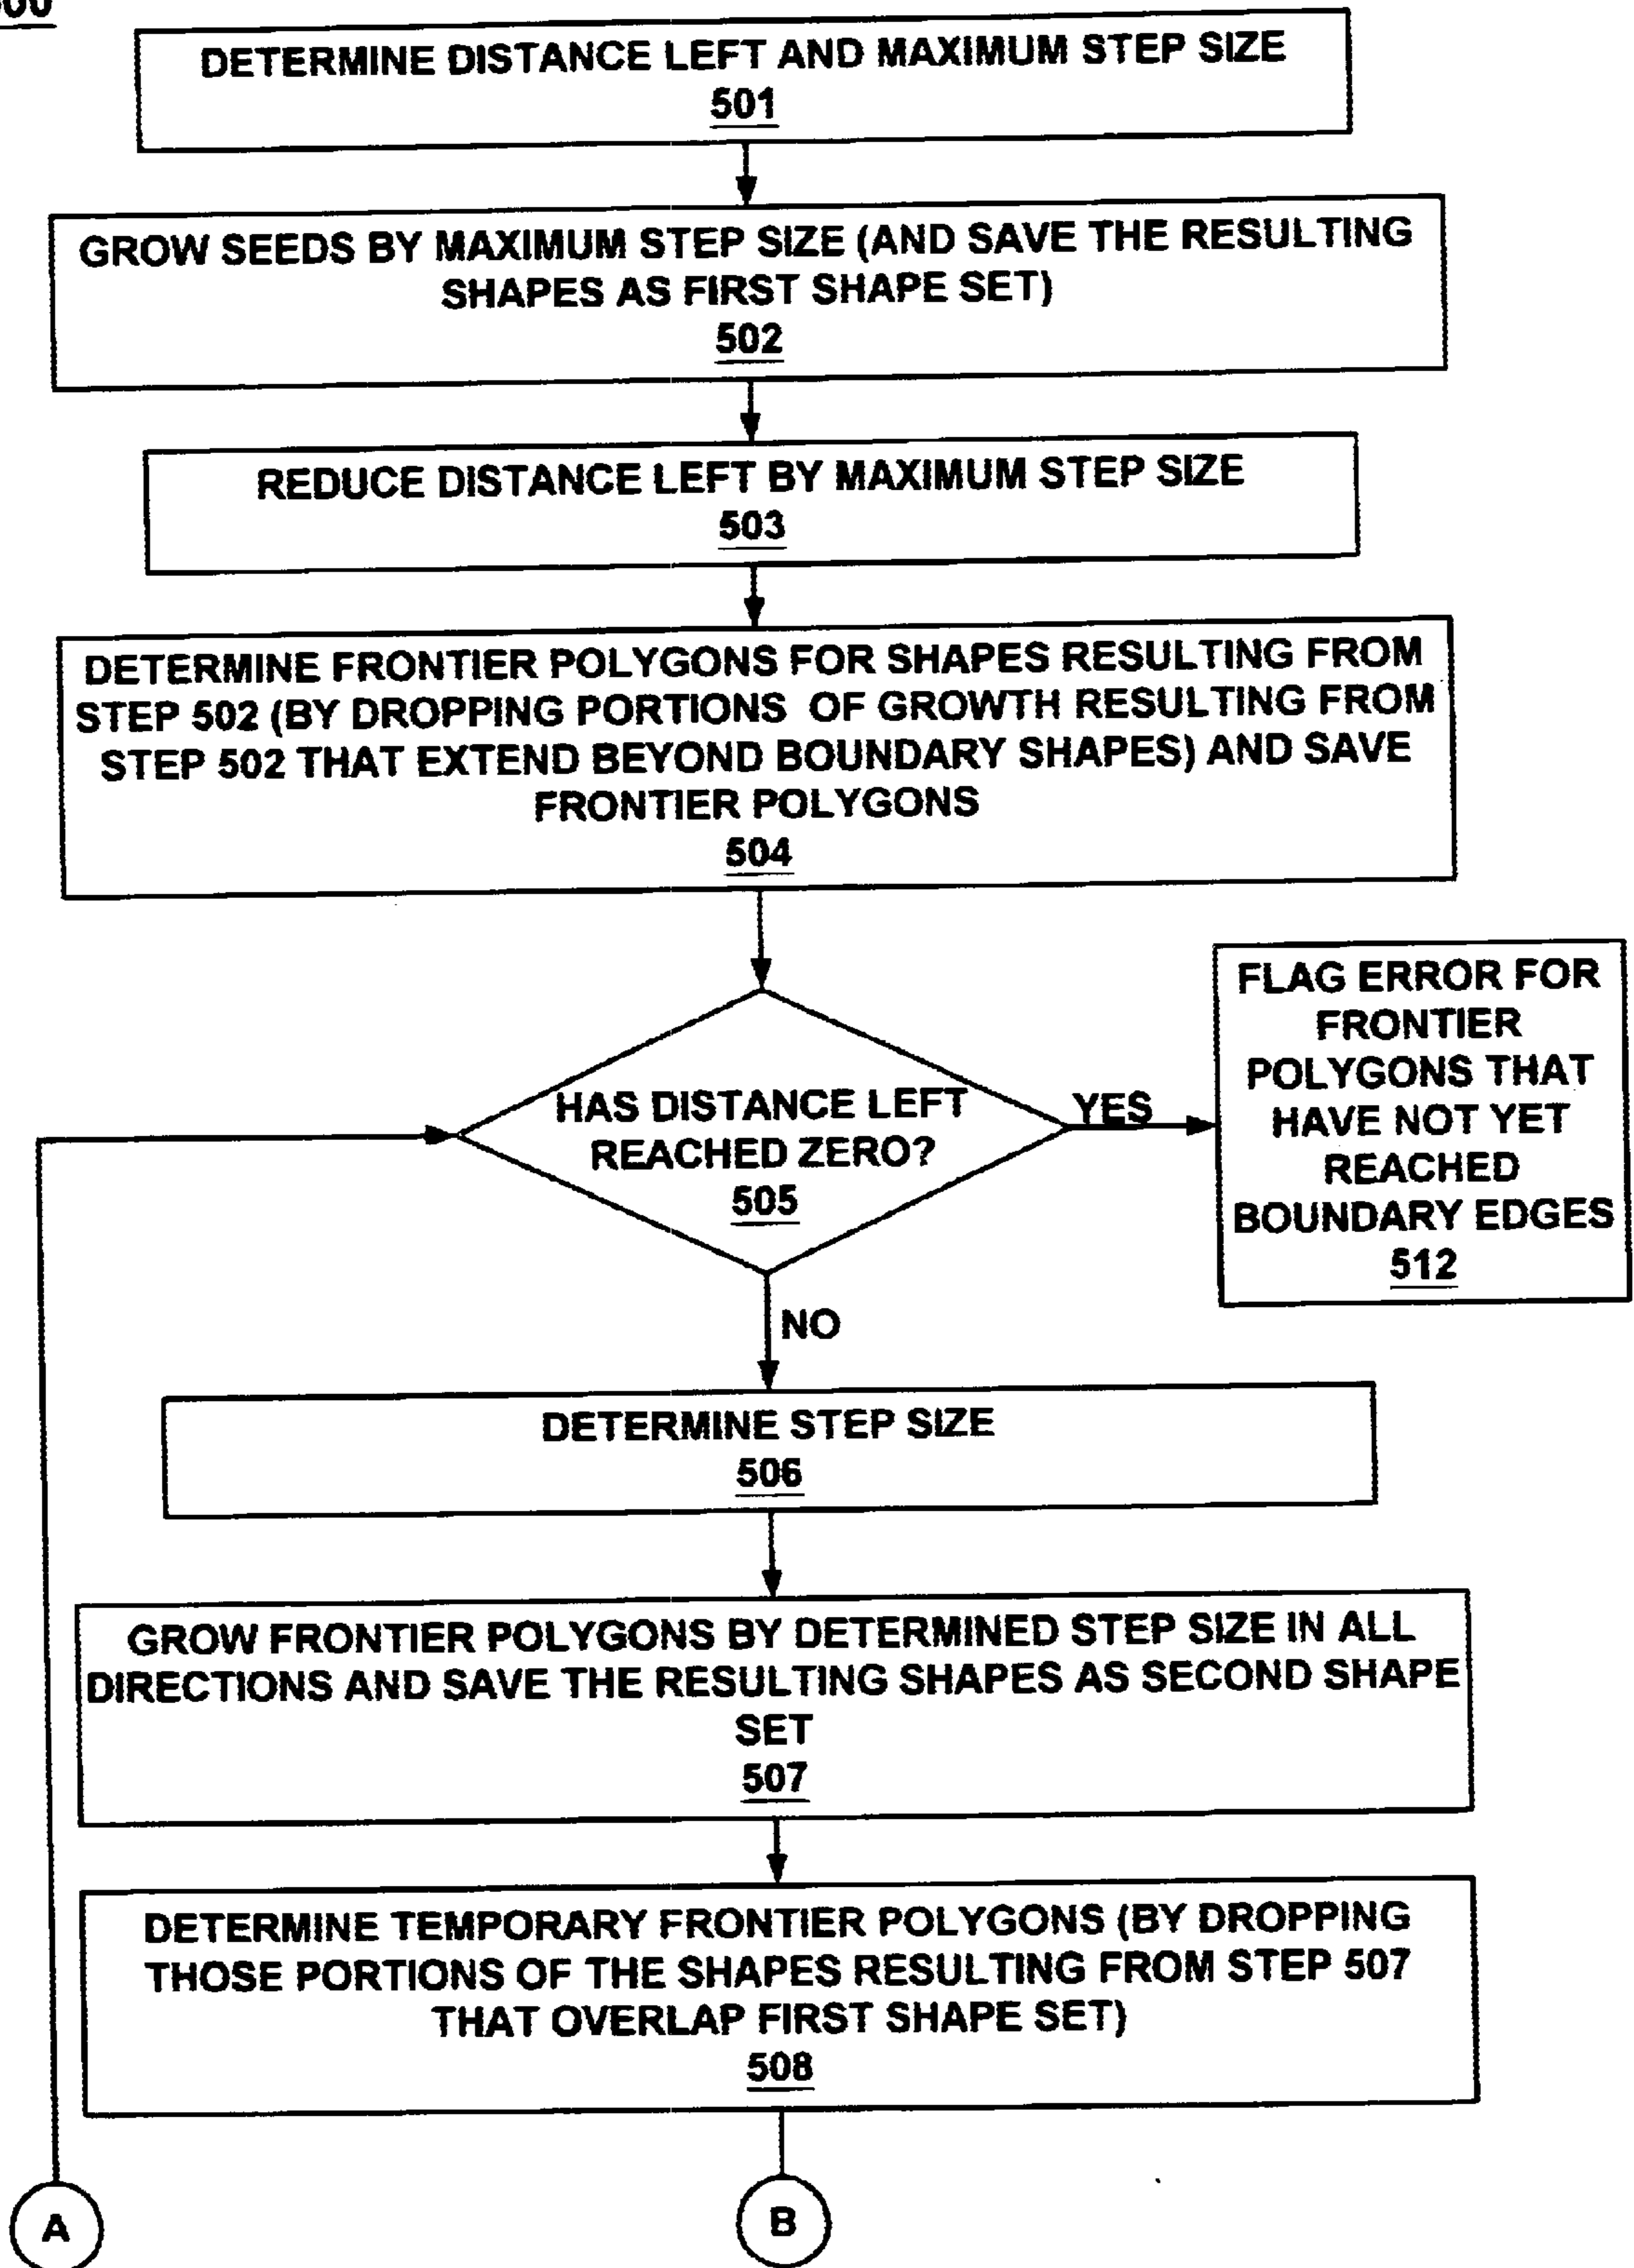 DETERMINE DISTANCE LEFT AND MAXIMUM STEP SIZE
501
GROW SEEDS BY MAXIMUM STEP SIZE (AND SAVE THE RESULTING
SHAPES AS FIRST SHAPE SET)
502
REDUCE DISTANCE LEFT BY MAXIMUM STEP SIZE
503
DETERMINE FRONTIER POLYGONS FOR SHAPES RESULTING FROM
STEP 502 (BY DROPPING PORTIONS OF GROWTH RESULTING FROM
STEP 502 THAT EXTEND BEYOND BOUNDARY SHAPES) AND SAVE
FRONTIER POLYGONS
504
HAS DISTANCE LEFT
REACHED ZERO?
505
YES
FLAG ERROR FOR
FRONTIER
POLYGONS THAT
HAVE NOT YET
REACHED
BOUNDARY EDGES
512
NO
DETERMINE STEP SIZE
506
GROW FRONTIER POLYGONS BY DETERMINED STEP SIZE IN ALL
DIRECTIONS AND SAVE THE RESULTING SHAPES AS SECOND SHAPE
SET
507
DETERMINE TEMPORARY FRONTIER POLYGONS (BY DROPPING
THOSE PORTIONS OF THE SHAPES RESULTING FROM STEP 507
THAT OVERLAP FIRST SHAPE SET)
508
A
B